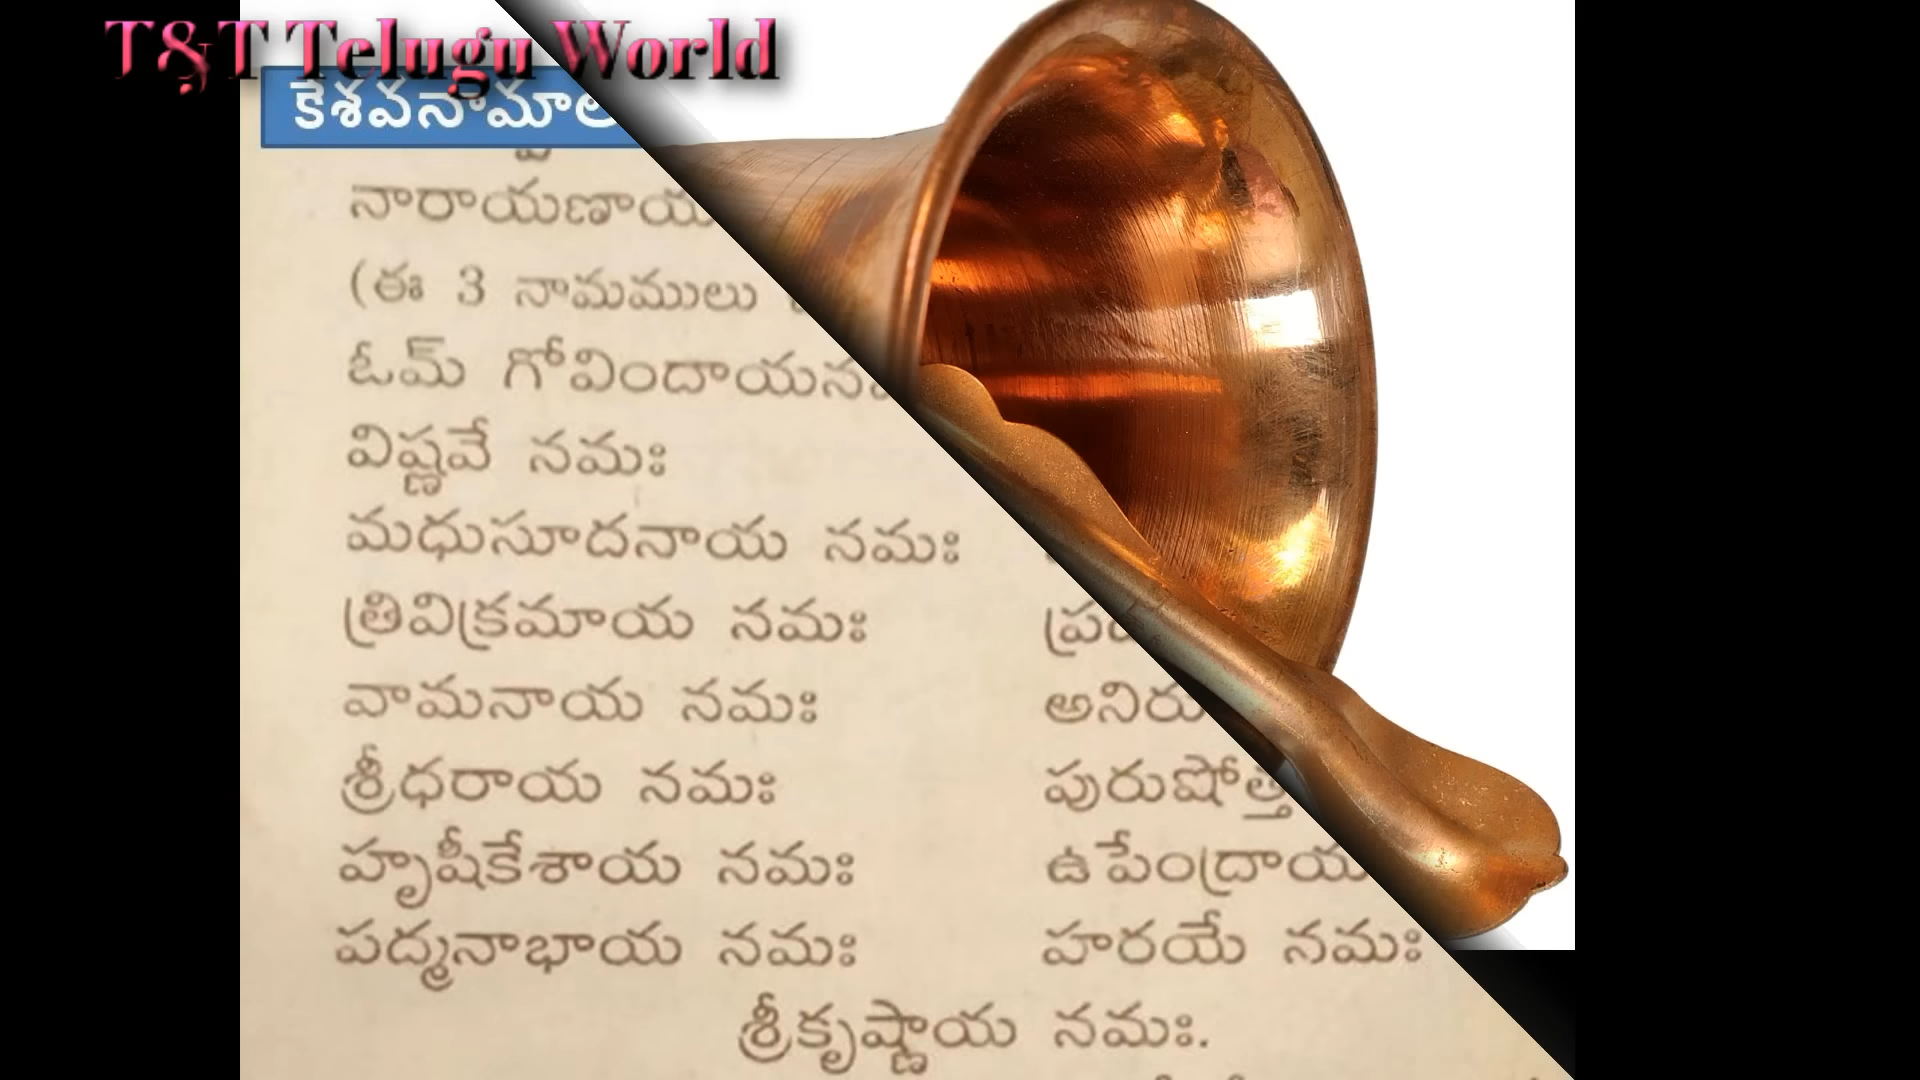 T&T Telugu World
కేశవనామాల
నారాయణాయ
(ఈ 3 నామములు
ఓమ్ గోవిందాయన
విష్ణవే నమః
మధుసూదనాయ నమః
త్రివిక్రమాయ నమః
వామనాయ నమః అనిరు
శ్రీధరాయ నమః పురుషోత్త
హృషీకేశాయ నమః ఉపేంద్రాయ
పద్మనాభాయ నమః హరయే నమః
శ్రీకృష్ణాయ నమః.